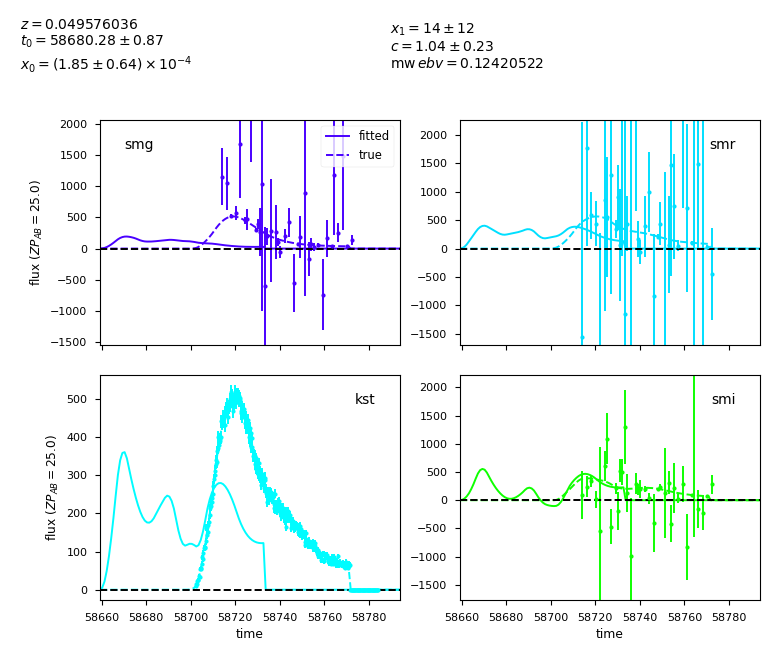 z = 0.049576036
t₀ = 58680.28 ± 0.87
x₀ = (1.85 ± 0.64) × 10⁻⁴
x₁ = 14 ± 12
c = 1.04 ± 0.23
mw ebv = 0.12420522
smg
fitted
true
2000
1500
1000
500
0
−500
−1000
−1500
flux (ZP_AB = 25.0)
smr
2000
1500
1000
500
0
−500
−1000
−1500
kst
500
400
300
200
100
0
flux (ZP_AB = 25.0)
58660 58680 58700 58720 58740 58760 58780
time
smi
2000
1500
1000
500
0
−500
−1000
−1500
58660 58680 58700 58720 58740 58760 58780
time